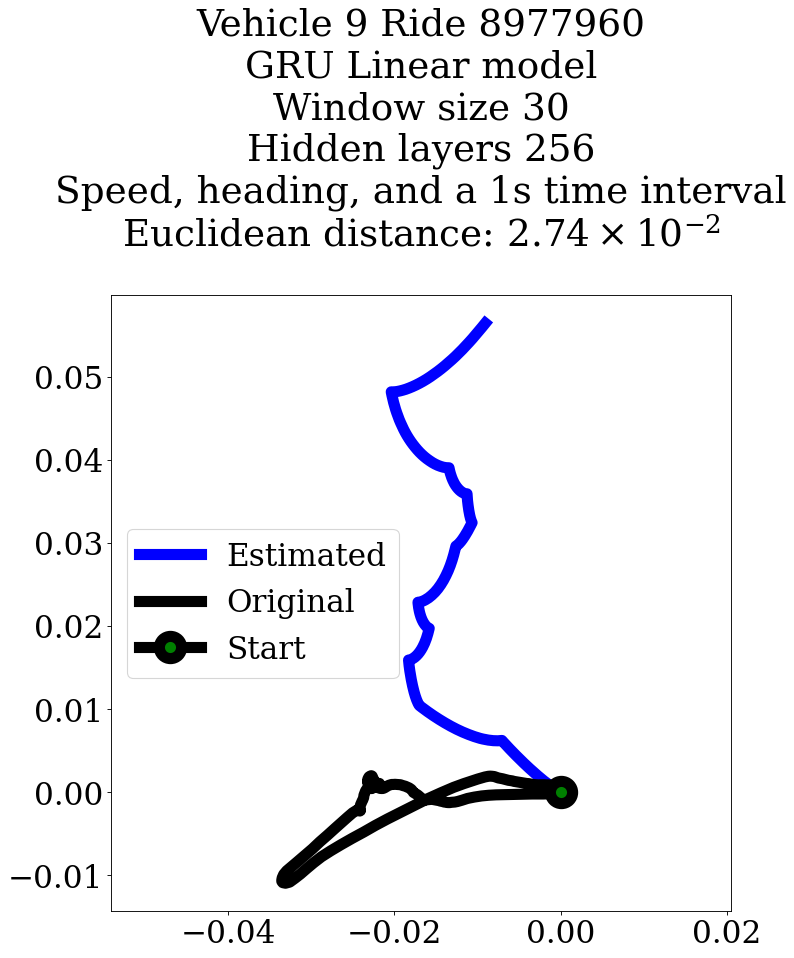 Vehicle 9 Ride 8977960
GRU Linear model
Window size 30
Hidden layers 256
Speed, heading, and a 1s time interval
Euclidean distance: 2.74 × 10⁻²
0.05
0.04
0.03
0.02
0.01
0.00
−0.01
Estimated
Original
Start
−0.04
−0.02
0.00
0.02